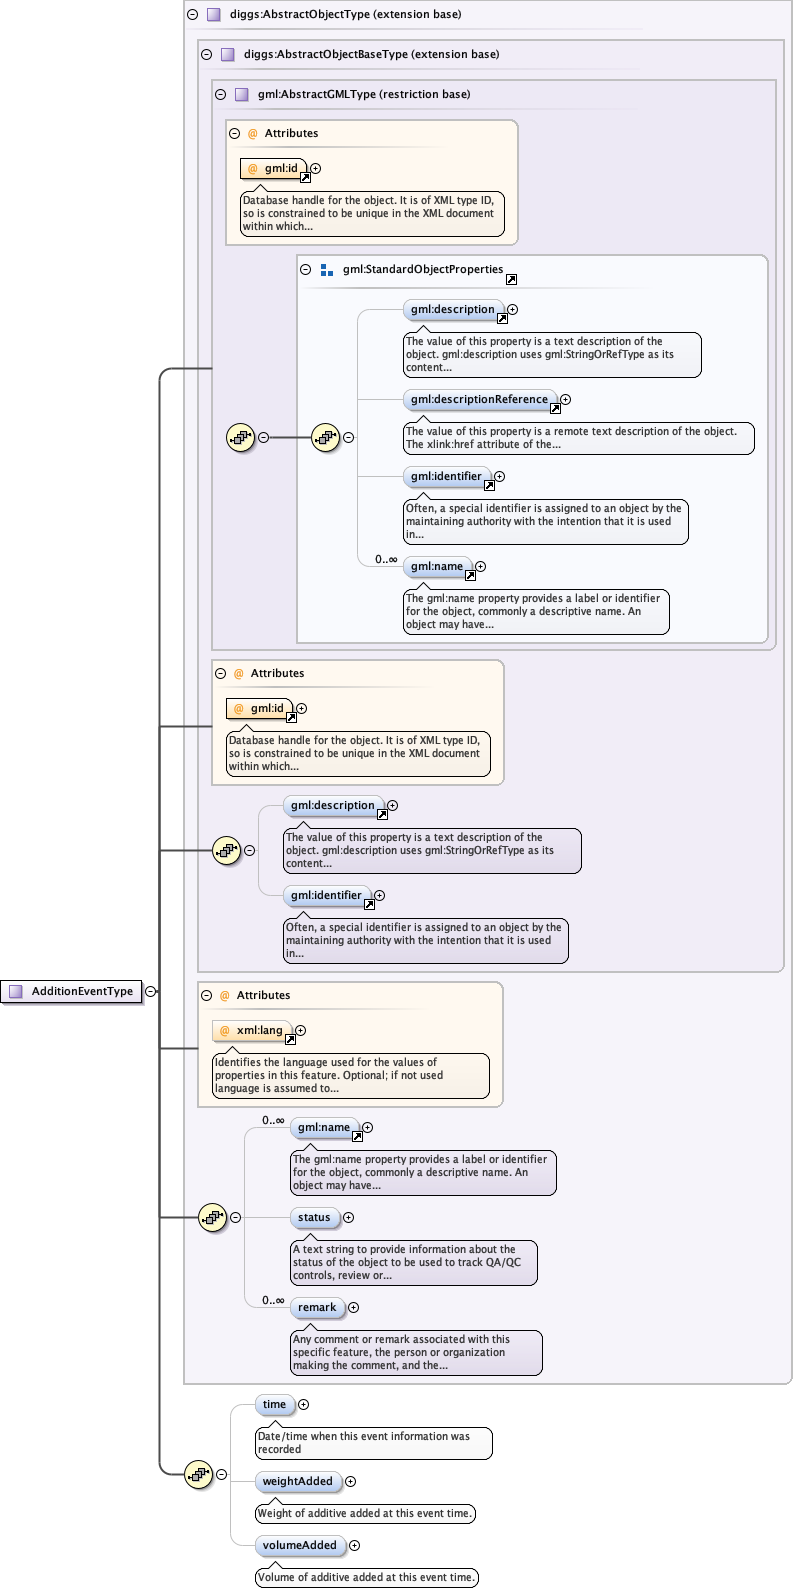 diggs:AbstractObjectType (extension base)
diggs:AbstractObjectBaseType (extension base)
gml:AbstractGMLType (restriction base)
@ Attributes
@ gml:id
Database handle for the object. It is of XML type ID,
so is constrained to be unique in the XML document
within which...
gml:StandardObjectProperties
gml:description
The value of this property is a text description of the
object. gml:description uses gml:StringOrRefType as its
content...
gml:descriptionReference
The value of this property is a remote text description of the object.
The xlink:href attribute of the...
gml:identifier
Often, a special identifier is assigned to an object by the
maintaining authority with the intention that it is used
in...
0..∞
gml:name
The gml:name property provides a label or identifier
for the object, commonly a descriptive name. An
object may have...
@ Attributes
@ gml:id
Database handle for the object. It is of XML type ID,
so is constrained to be unique in the XML document
within which...
gml:description
The value of this property is a text description of the
object. gml:description uses gml:StringOrRefType as its
content...
gml:identifier
Often, a special identifier is assigned to an object by the
maintaining authority with the intention that it is used
in...
AdditionEventType
@ Attributes
@ xml:lang
Identifies the language used for the values of
properties in this feature. Optional; if not used
language is assumed to...
0..∞
gml:name
The gml:name property provides a label or identifier
for the object, commonly a descriptive name. An
object may have...
status
A text string to provide information about the
status of the object to be used to track QA/QC
controls, review or...
0..∞
remark
Any comment or remark associated with this
specific feature, the person or organization
making the comment, and the...
time
Date/time when this event information was
recorded
weightAdded
Weight of additive added at this event time.
volumeAdded
Volume of additive added at this event time.